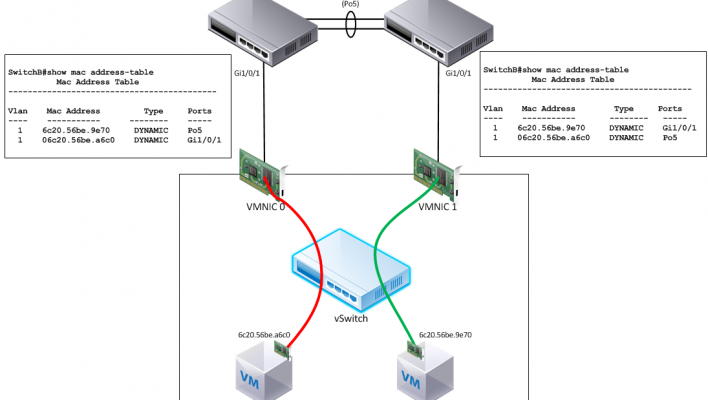 (Po5)
SwitchB#show mac address-table
Mac Address Table
-------------------------------------------
Vlan Mac Address Type Ports
---- ----------- -------- -----
1 6c20.56be.9e70 DYNAMIC Po5
1 06c20.56be.a6c0 DYNAMIC Gi1/0/1
Gi1/0/1
Gi1/0/1
SwitchB#show mac address-table
Mac Address Table
-------------------------------------------
Vlan Mac Address Type Ports
---- ----------- ------- -----
1 6c20.56be.9e70 DYNAMIC Gi1/0/1
1 06c20.56be.a6c0 DYNAMIC Po5
VMNIC 0
VMNIC 1
vSwitch
6c20.56be.a6c0
6c20.56be.9e70
VM
VM